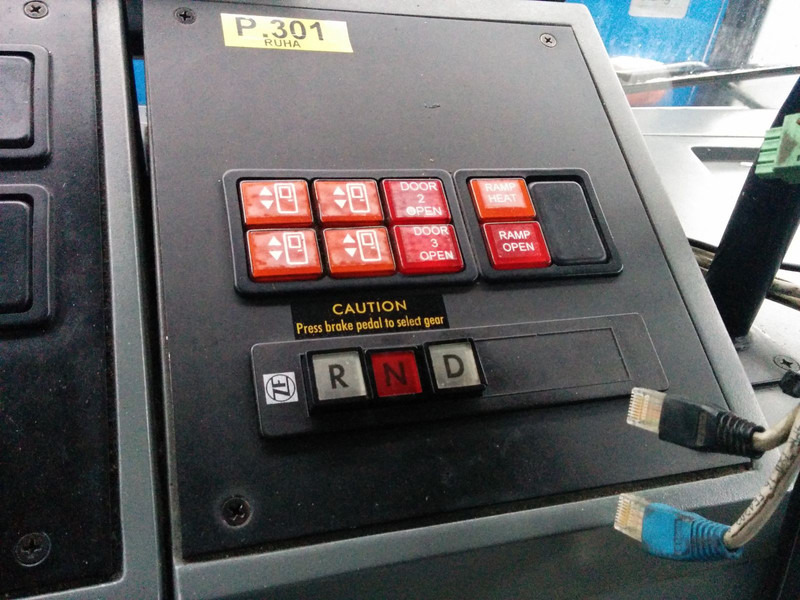 P.301
RUHA
DOOR
2
OPEN
DOOR
3
OPEN
RAMP
HEAT
RAMP
OPEN
CAUTION
Press brake pedal to select gear
ZF
R N D